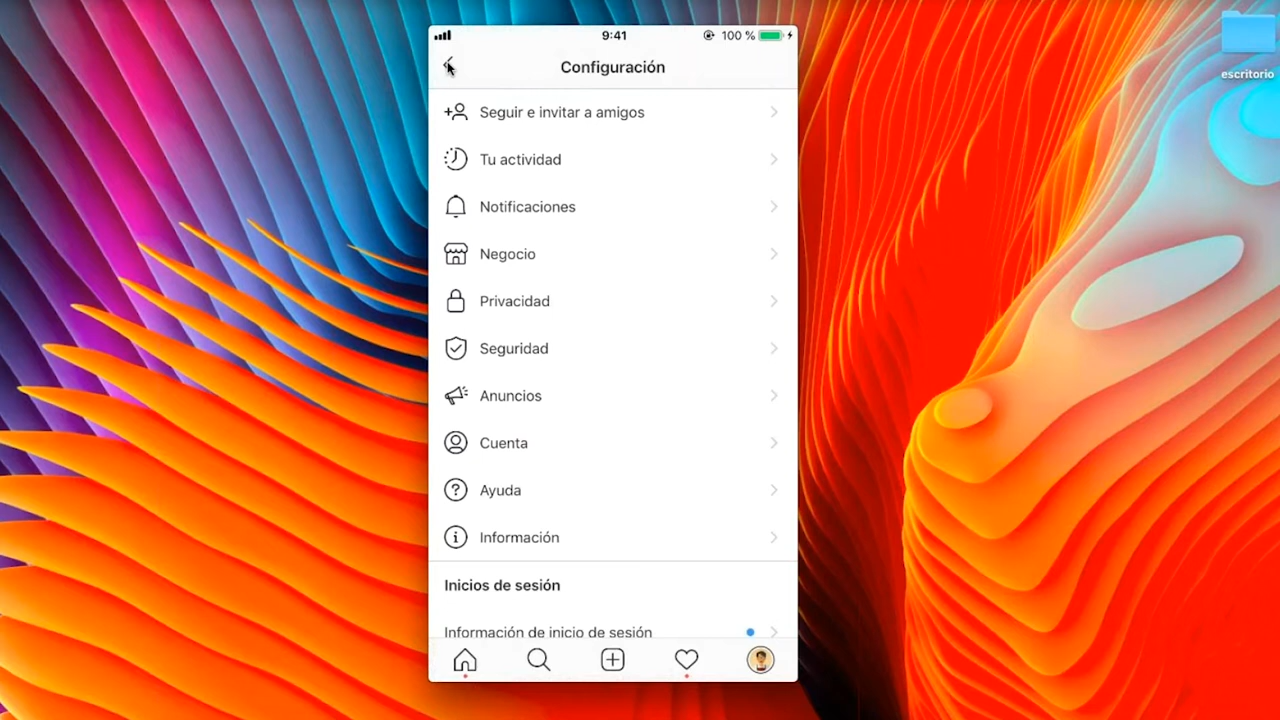 9:41
100 %
Configuración
escritorio
Seguir e invitar a amigos
Tu actividad
Notificaciones
Negocio
Privacidad
Seguridad
Anuncios
Cuenta
Ayuda
Información
Inicios de sesión
Información de inicio de sesión